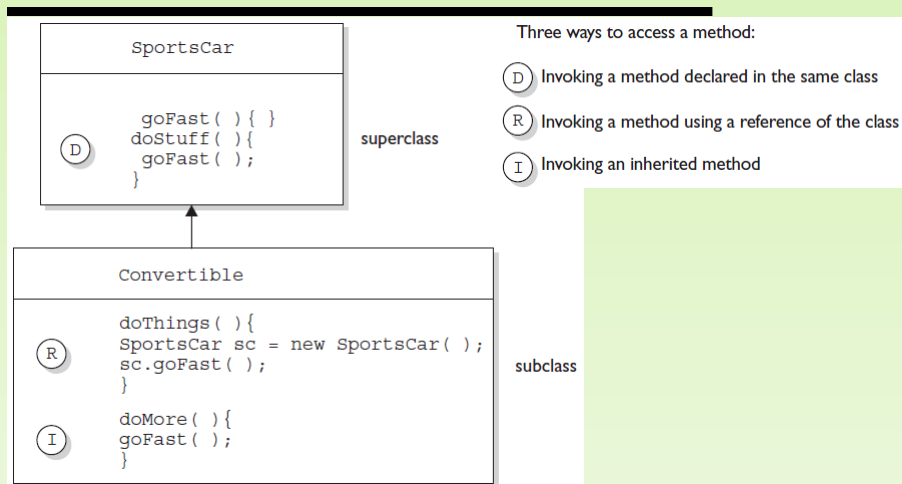 SportsCar
D
goFast( ){ }
doStuff( ){
goFast( );
}
superclass
Three ways to access a method:
D Invoking a method declared in the same class
R Invoking a method using a reference of the class
I Invoking an inherited method
Convertible
R
doThings( ){
SportsCar sc = new SportsCar( );
sc.goFast( );
}
I
doMore( ){
goFast( );
}
subclass